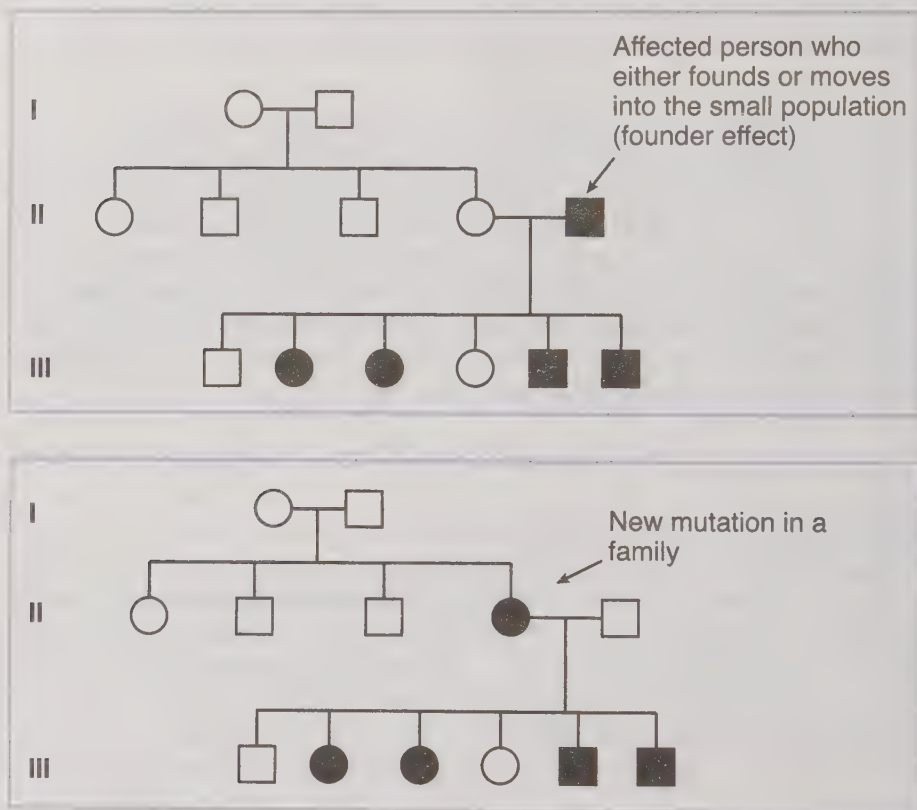 Affected person who
either founds or moves
into the small population
(founder effect)
I
II
III
I
New mutation in a
family
II
III